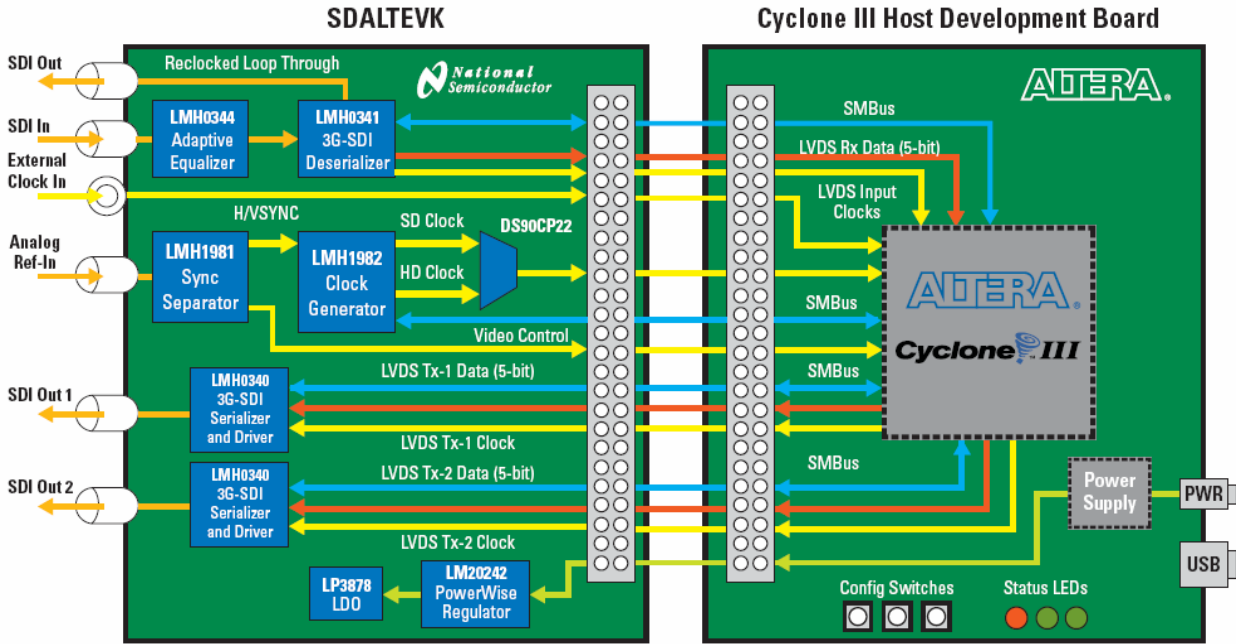 SDALTEVK
Cyclone III Host Development Board
SDI Out
Reclocked Loop Through
National
Semiconductor
ALTERA®
SDI In
LMH0344
Adaptive
Equalizer
LMH0341
3G-SDI
Deserializer
SMBus
LVDS Rx Data (5-bit)
External
Clock In
LVDS Input
Clocks
H/VSYNC
SD Clock
DS90CP22
Analog
Ref-In
LMH1981
Sync
Separator
LMH1982
Clock
Generator
HD Clock
ALTERA®
SMBus
Video Control
Cyclone III
LVDS Tx-1 Data (5-bit)
SMBus
SDI Out 1
LMH0340
3G-SDI
Serializer
and Driver
LVDS Tx-1 Clock
LVDS Tx-2 Data (5-bit)
SMBus
SDI Out 2
LMH0340
3G-SDI
Serializer
and Driver
Power
Supply
PWR
LVDS Tx-2 Clock
LP3878
LDO
LM20242
PowerWise
Regulator
USB
Config Switches
Status LEDs